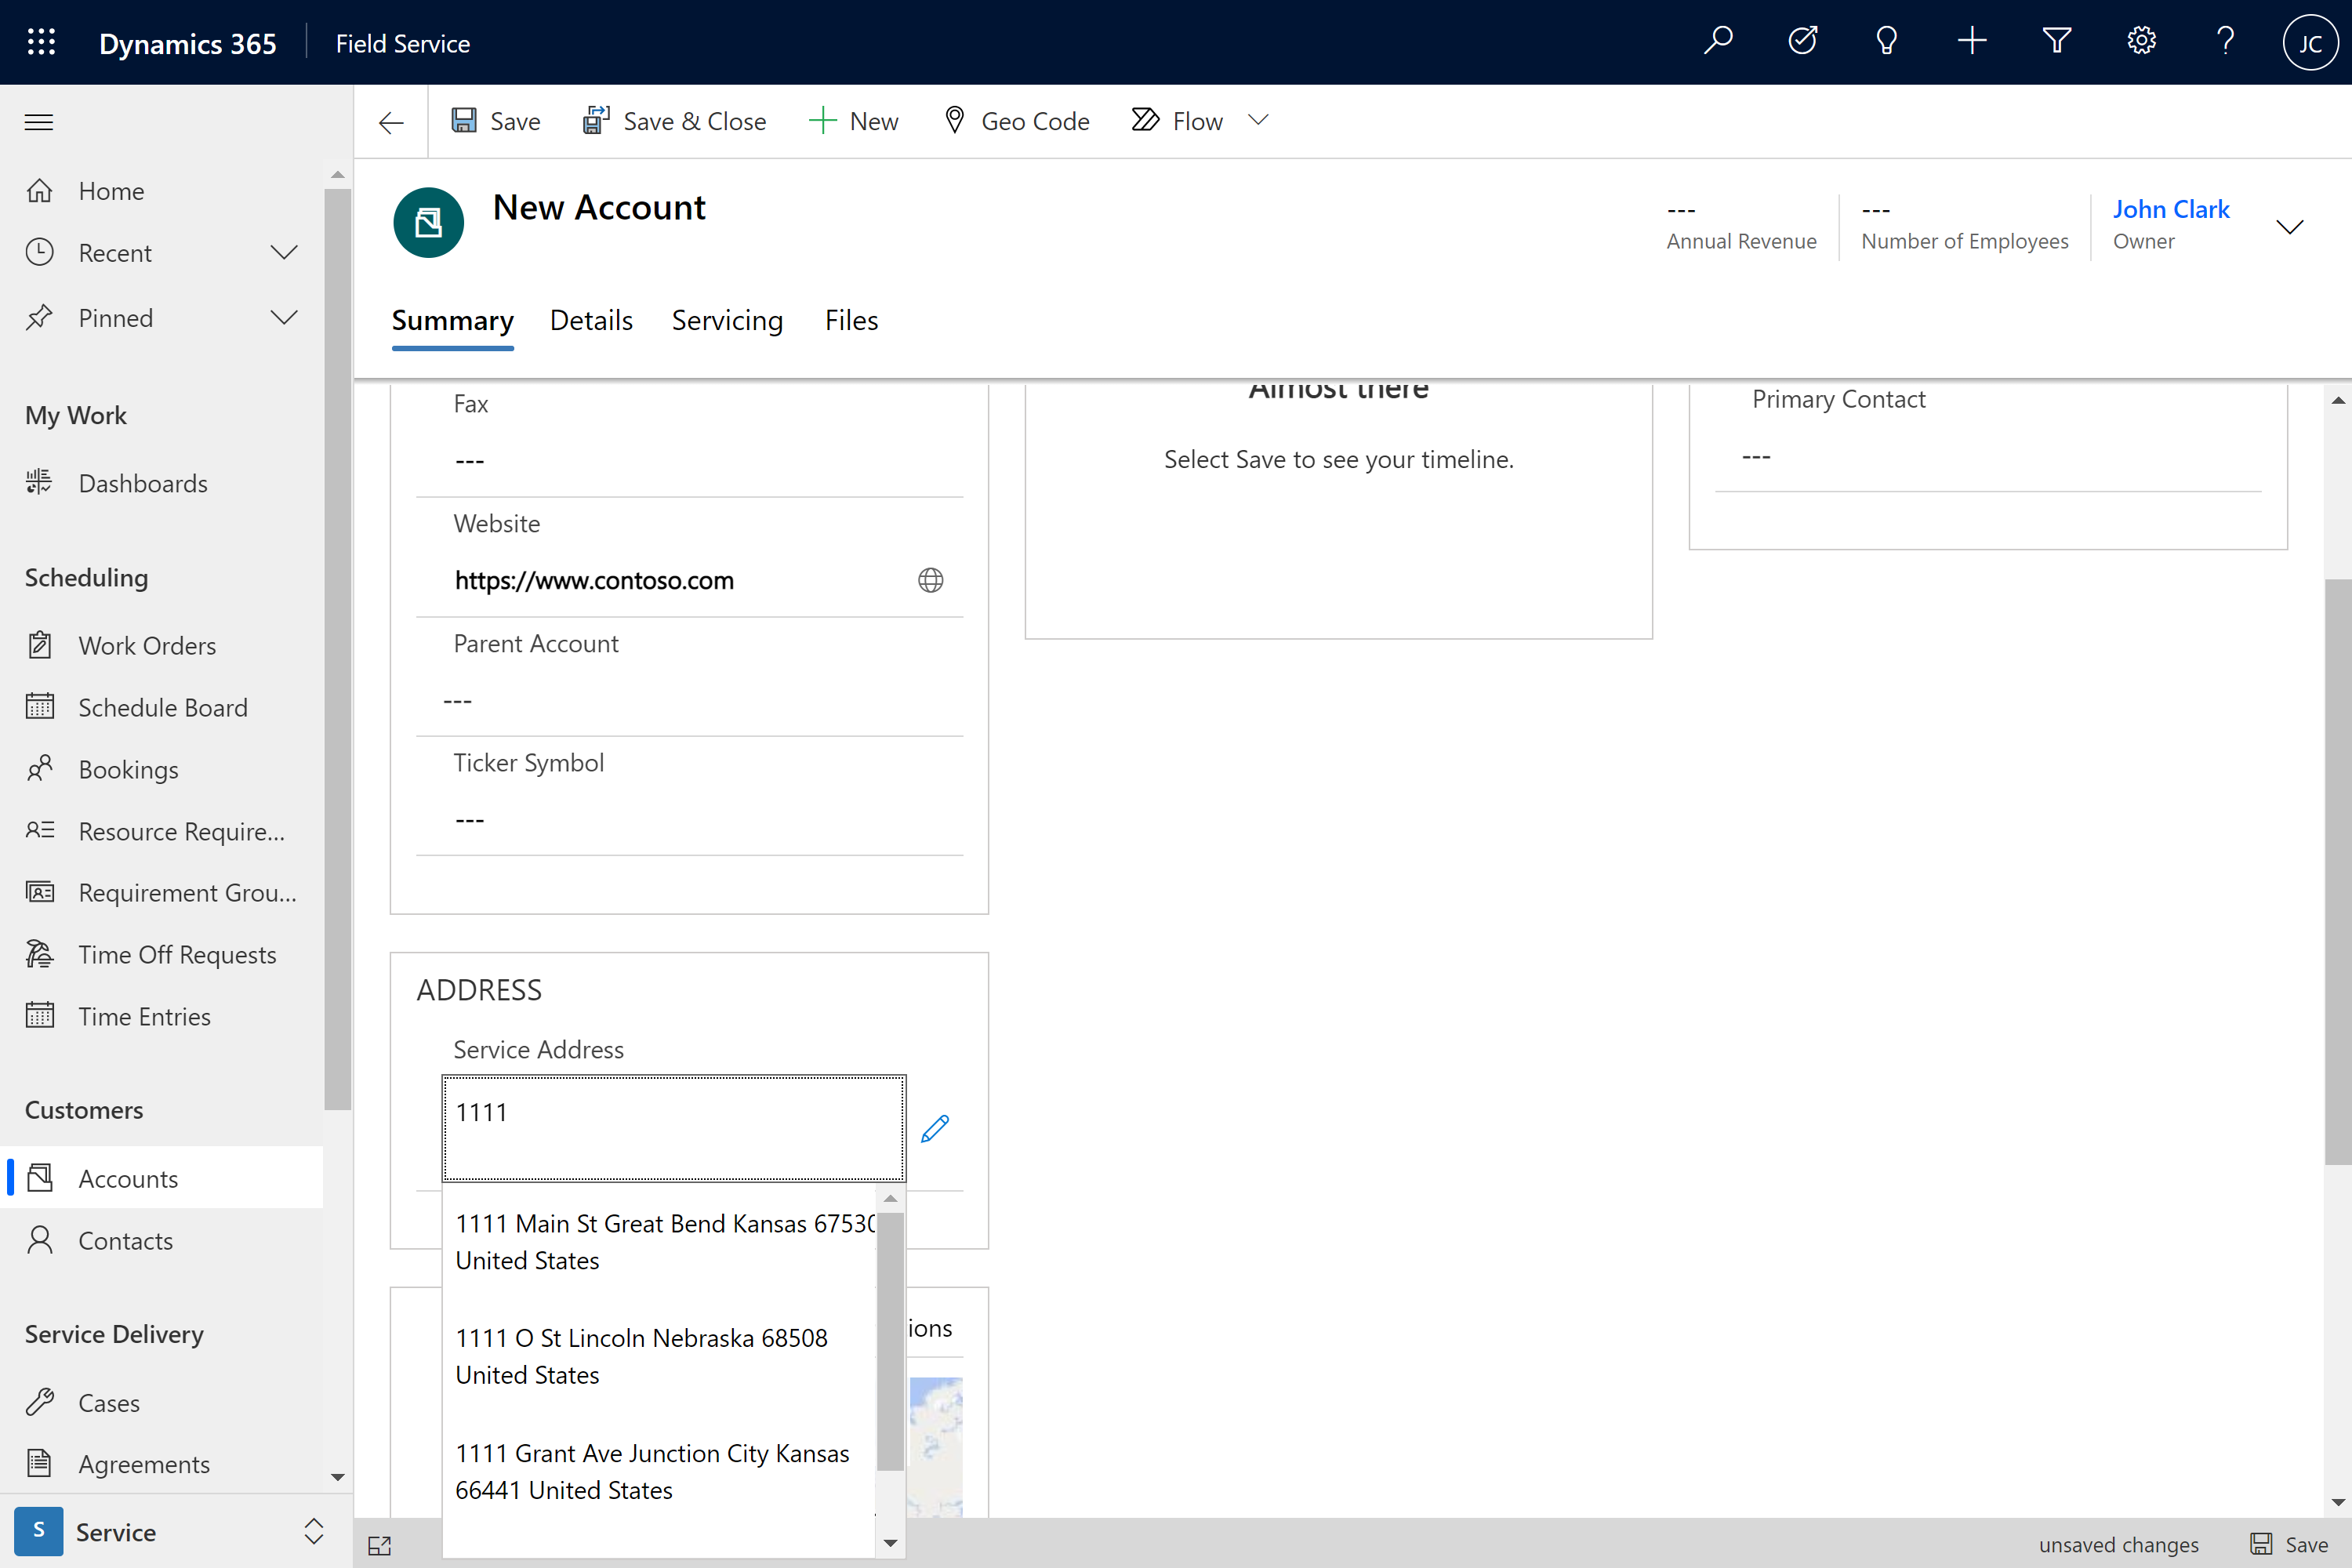 Dynamics 365
Field Service
JC
Save
Save & Close
New
Geo Code
Flow
Home
Recent
Pinned
My Work
Dashboards
Scheduling
Work Orders
Schedule Board
Bookings
Resource Require...
Requirement Grou...
Time Off Requests
Time Entries
Customers
Accounts
Contacts
Service Delivery
Cases
Agreements
S
Service
New Account
---
Annual Revenue
---
Number of Employees
John Clark
Owner
Summary
Details
Servicing
Files
Fax
---
Website
https://www.contoso.com
Parent Account
---
Ticker Symbol
---
Almost there
Select Save to see your timeline.
Primary Contact
---
ADDRESS
Service Address
1111
1111 Main St Great Bend Kansas 67530
United States
1111 O St Lincoln Nebraska 68508
United States
1111 Grant Ave Junction City Kansas
66441 United States
ions
unsaved changes
Save